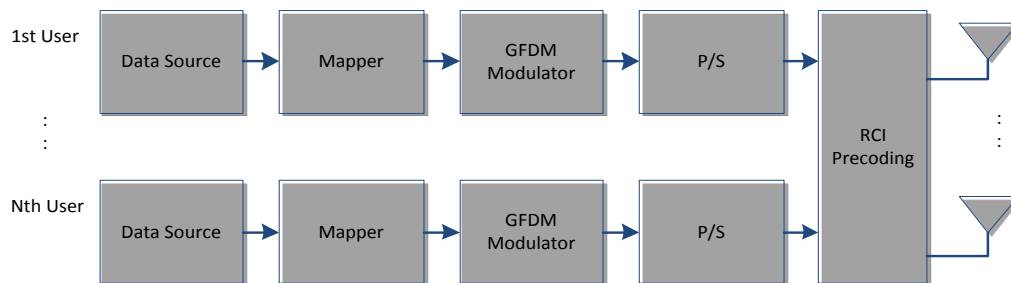 1st User
Data Source
Mapper
GFDM
Modulator
P/S
RCI
Precoding
:
:
:
:
Nth User
Data Source
Mapper
GFDM
Modulator
P/S